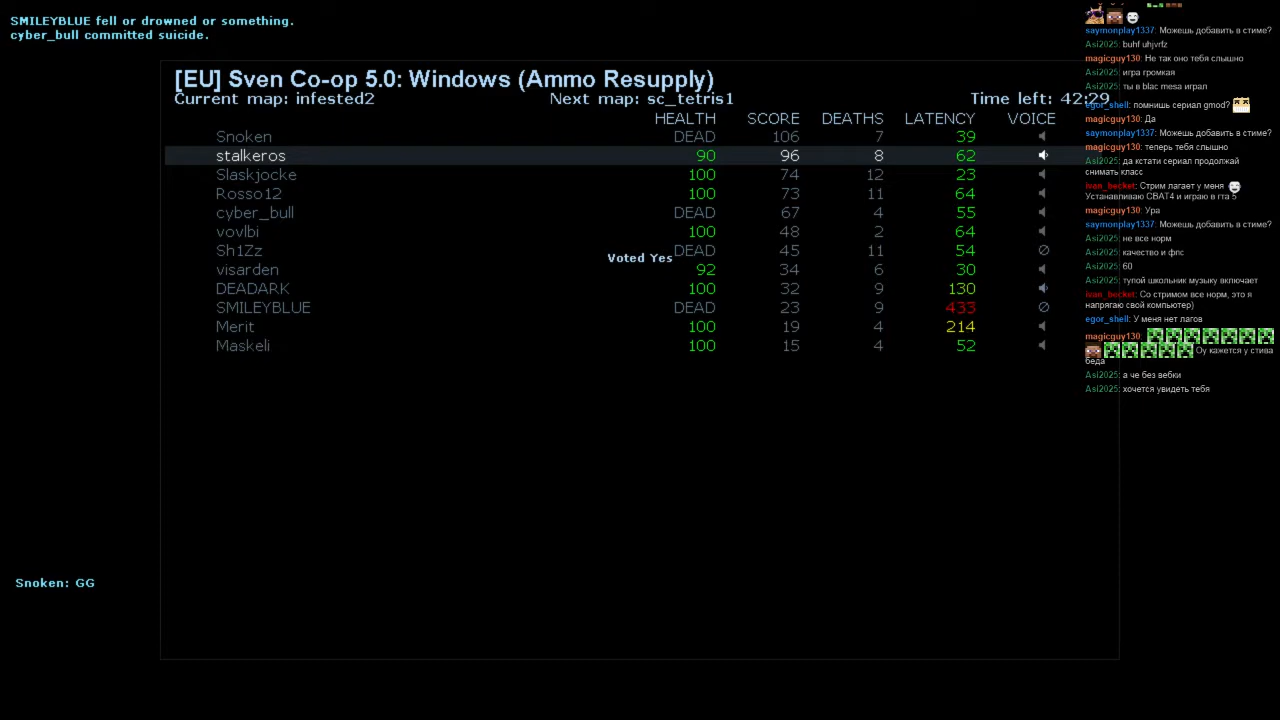 SMILEYBLUE fell or drowned or something.
cyber_bull committed suicide.
[EU] Sven Co-op 5.0: Windows (Ammo Resupply)
Current map: infested2 Next map: sc_tetris1 Time left: 42:29
HEALTH SCORE DEATHS LATENCY VOICE
Snoken DEAD 106 7 39
stalkeros 90 96 8 62
Slaskjocke 100 74 12 23
Rosso12 100 73 11 64
cyber_bull DEAD 67 4 55
vovlbi 100 48 2 64
Sh1Zz DEAD 45 11 54
Voted Yes
visarden 92 34 6 30
DEADARK 100 32 9 130
SMILEYBLUE DEAD 23 9 433
Merit 100 19 4 214
Maskeli 100 15 4 52
Snoken: GG
saymonplay1337: Можешь добавить в стиме?
Asi2025: buhf uhjvrfz
magicguy130: Не так оно тебя слышно
Asi2025: игра громкая
Asi2025: ты в blac mesa играл
egor_shell: помнишь сериал gmod?
magicguy130: Да
saymonplay1337: Можешь добавить в стиме?
magicguy130: теперь тебя слышно
Asi2025: да кстати сериал продолжай
снимать класс
ivan_becket: Стрим лагает у меня
Устанавливаю CBAT4 и играю в гта 5
magicguy130: Ура
saymonplay1337: Можешь добавить в стиме?
Asi2025: не все норм
Asi2025: качество и фпс
Asi2025: 60
Asi2025: тупой школьник музыку включает
ivan_becket: Со стримом все норм, это я
напрягаю свой компьютер)
egor_shell: У меня нет лагов
magicguy130:
Оу кажется у стива
беда
Asi2025: а че без вебки
Asi2025: хочется увидеть тебя